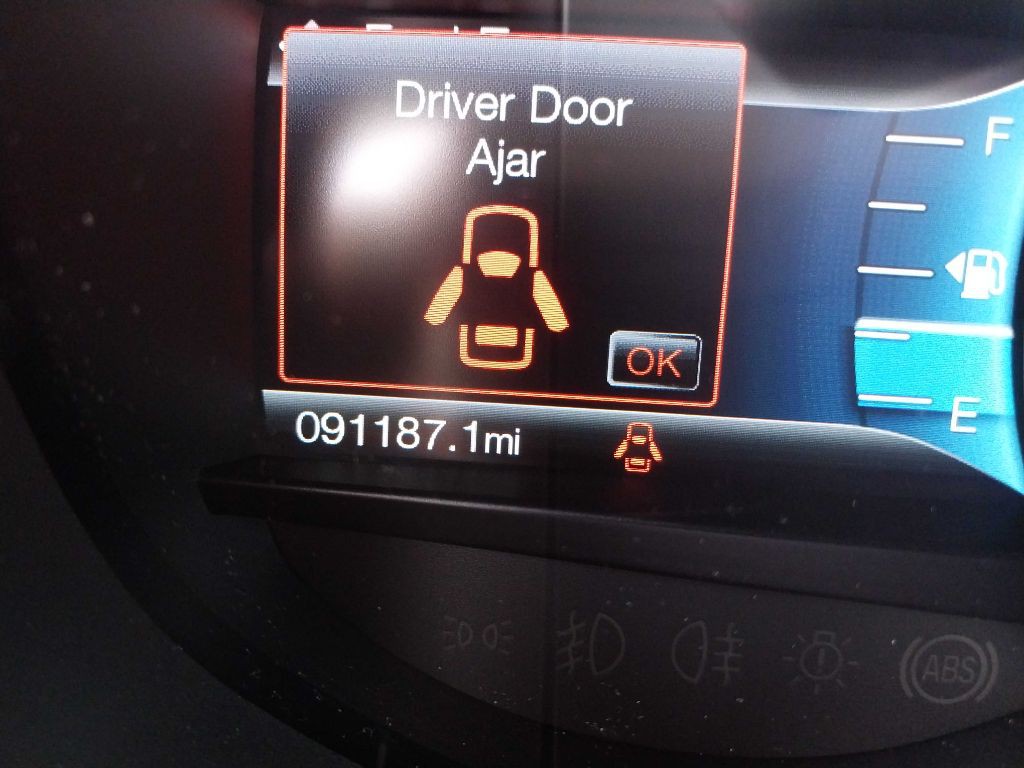 Driver Door
Ajar
OK
F
E
091187.1mi
ABS